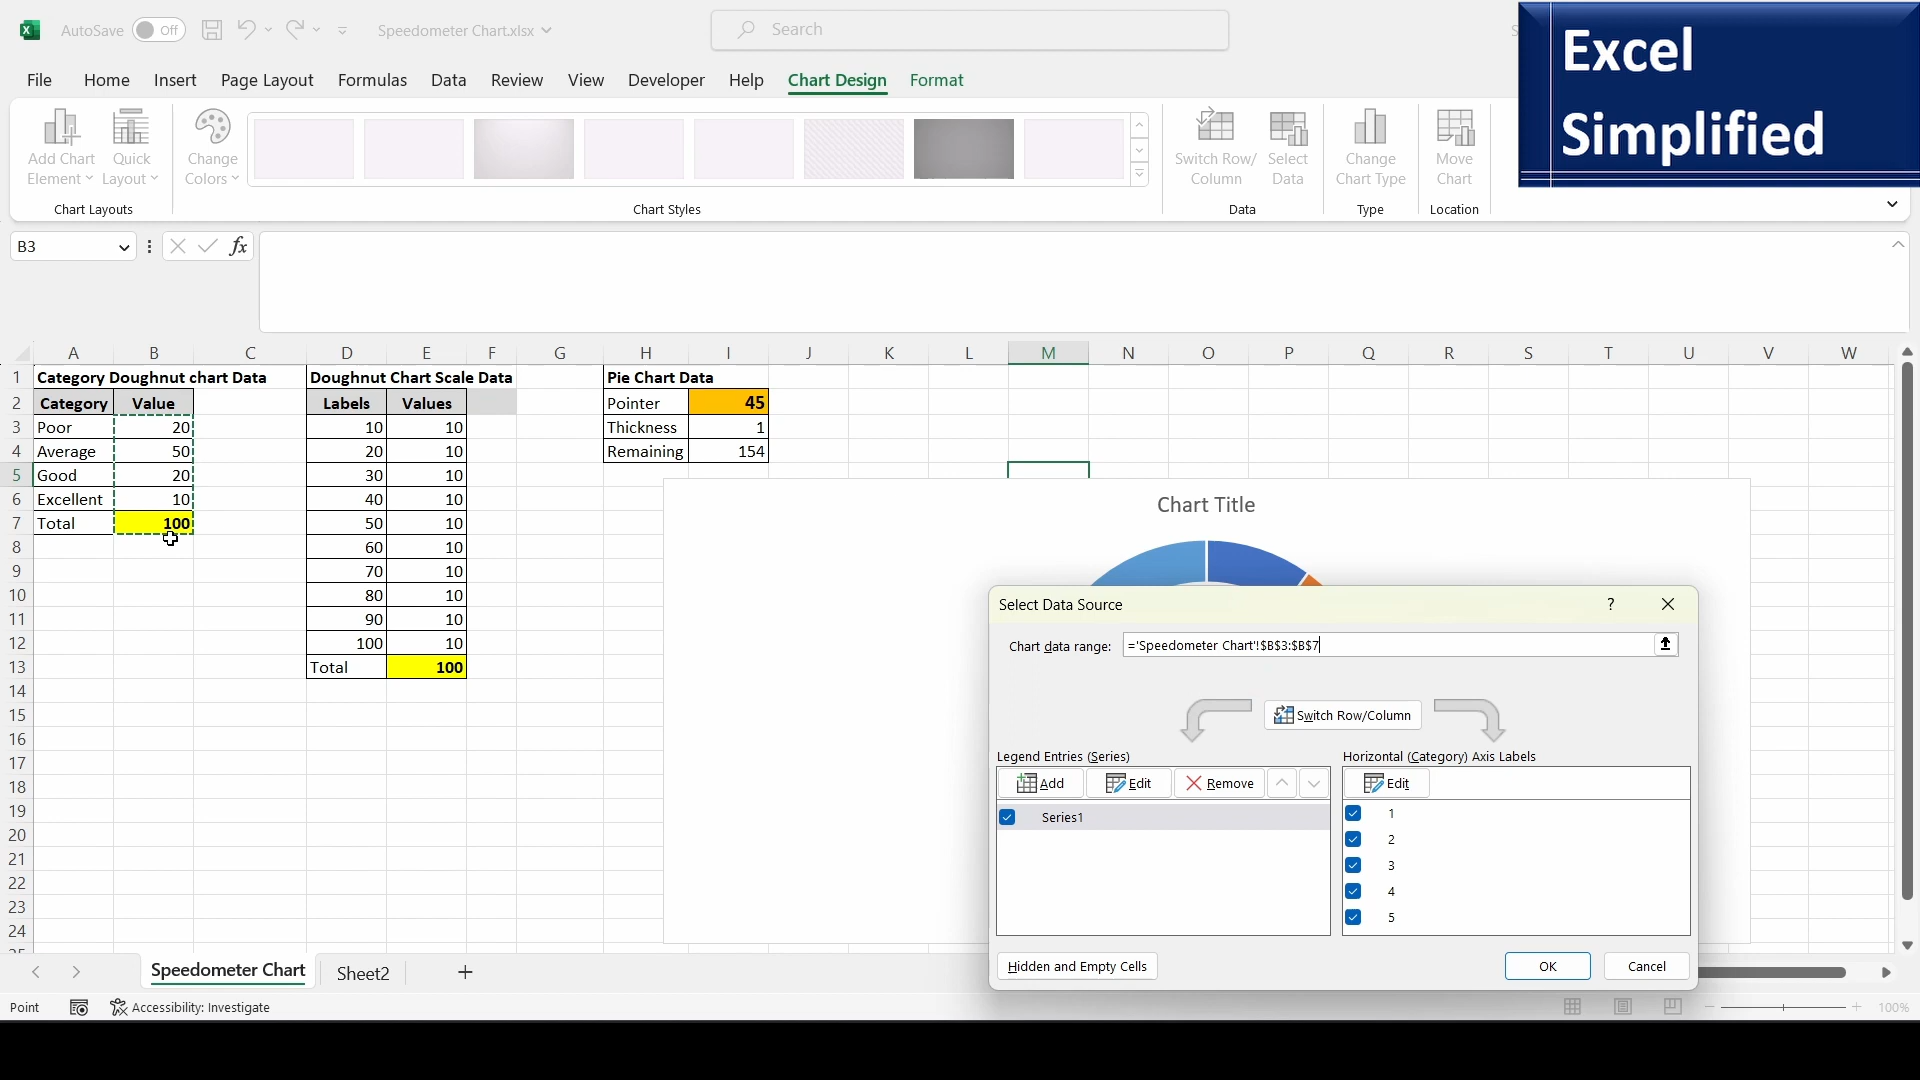 AutoSave Off Speedometer Chart.xlsx Search S
Excel
Simplified
File Home Insert Page Layout Formulas Data Review View Developer Help Chart Design Format
Add Chart Element Quick Layout Change Colors Switch Row/ Column Select Data Change Chart Type Move Chart
Chart Layouts Chart Styles Data Type Location
B3 fx
A B C D E F G H I J K L M N O P Q R S T U V W
1 Category Doughnut chart Data Doughnut Chart Scale Data Pie Chart Data
2 Category Value Labels Values Pointer 45
3 Poor 20 10 10 Thickness 1
4 Average 50 20 10 Remaining 154
5 Good 20 30 10
6 Excellent 10 40 10
7 Total 100 50 10
8 60 10
9 70 10
10 80 10
11 90 10
12 100 10
13 Total 100
14
15
16
17
18
19
20
21
22
23
24
25
Chart Title
Select Data Source ?
Chart data range: ='Speedometer Chart'!$B$3:$B$7
Switch Row/Column
Legend Entries (Series) Horizontal (Category) Axis Labels
Add Edit Remove Edit
Series1 1
2
3
4
5
Hidden and Empty Cells OK Cancel
Speedometer Chart Sheet2
Point Accessibility: Investigate 100%